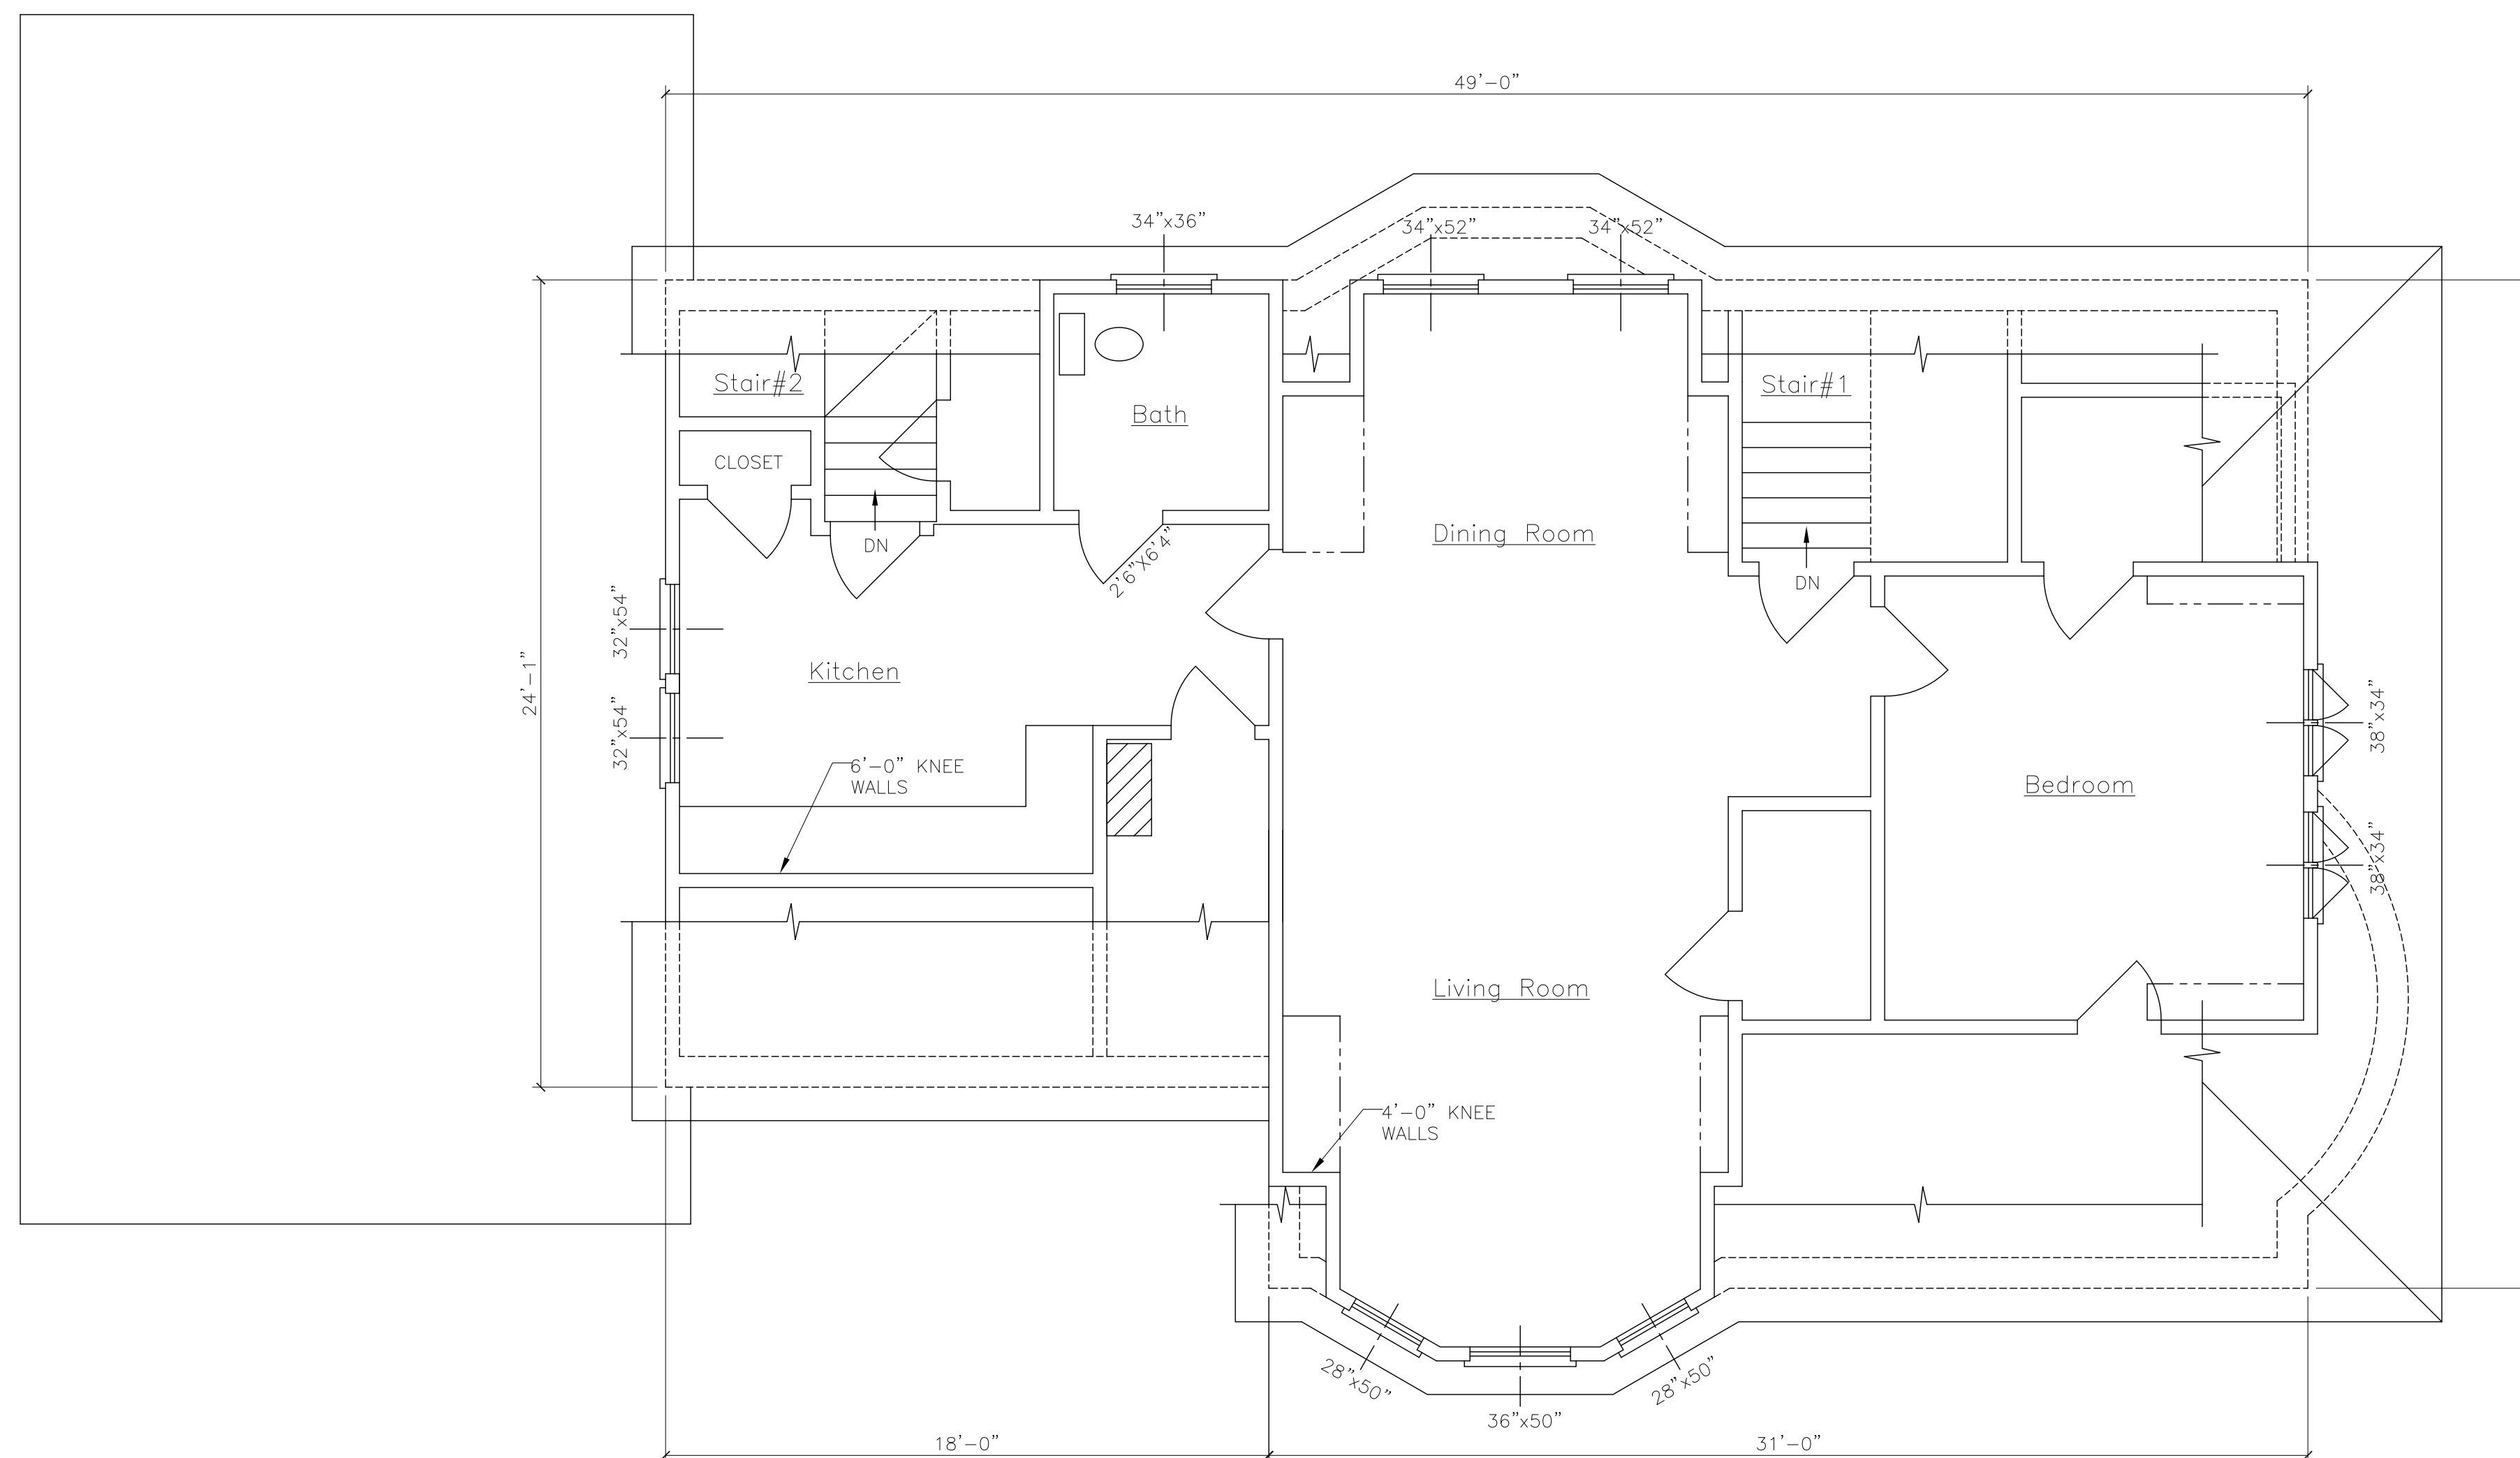 49'-0"
34"x36"
34"x52"
34"x52"
Stair#2
Stair#1
Bath
CLOSET
Dining Room
DN
2'6"X6'4"
DN
32"x54"
24'-1"
Kitchen
38"x34"
32"x54"
6'-0" KNEE
WALLS
Bedroom
38"x34"
Living Room
4'-0" KNEE
WALLS
28"x50"
28"x50"
36"x50"
18'-0"
31'-0"